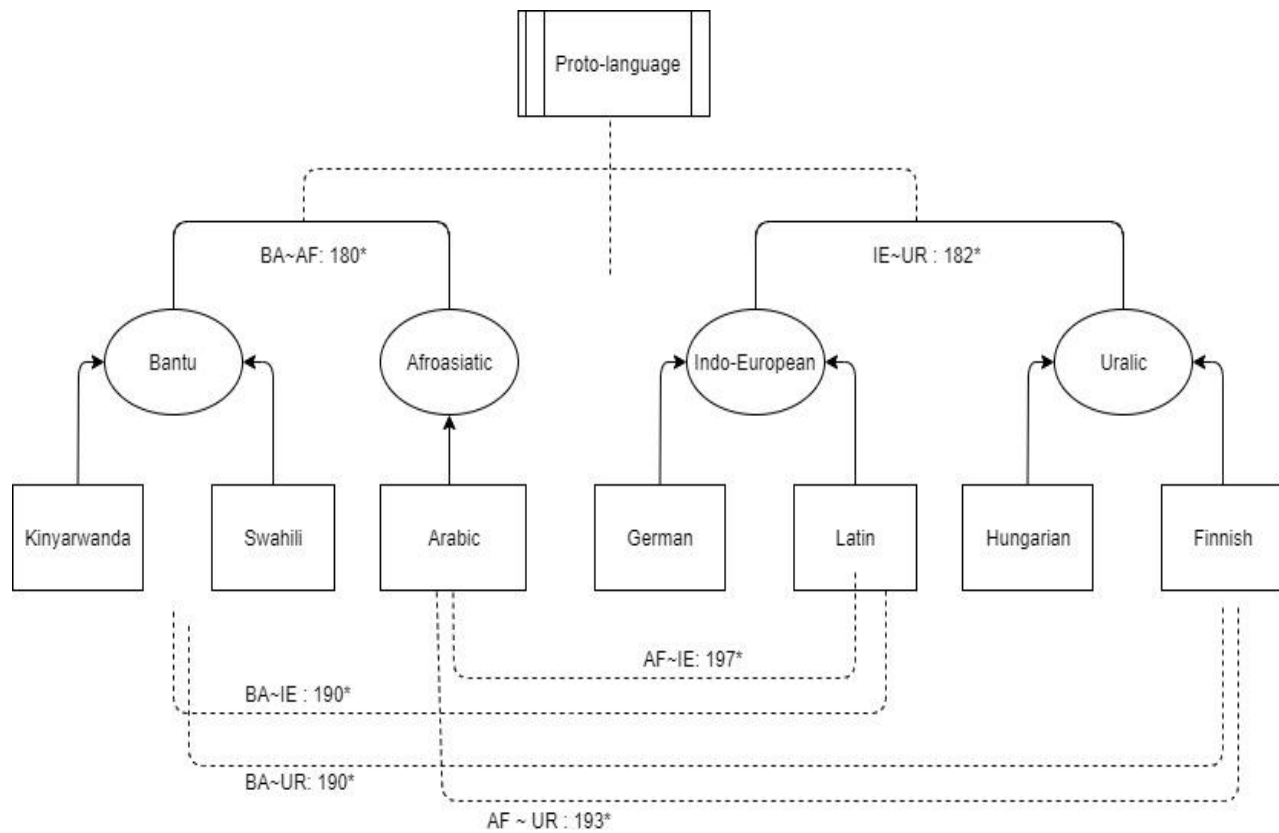 Proto-language
BA~AF: 180*
IE~UR : 182*
Bantu
Afroasiatic
Indo-European
Uralic
Kinyarwanda
Swahili
Arabic
German
Latin
Hungarian
Finnish
AF~IE: 197*
BA~IE : 190*
BA~UR: 190*
AF ~ UR : 193*